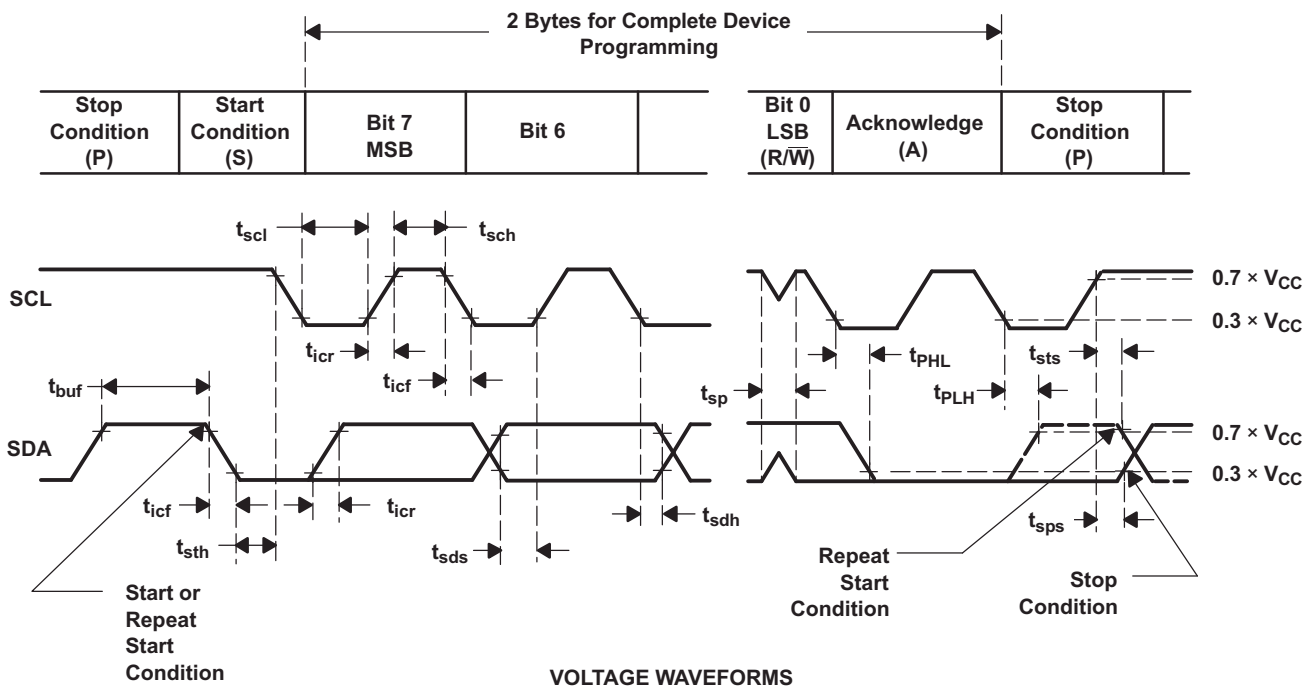 2 Bytes for Complete Device
Programming
Stop
Condition
(P)
Start
Condition
(S)
Bit 7
MSB
Bit 6
Bit 0
LSB
(R/W̅)
Acknowledge
(A)
Stop
Condition
(P)
tscl
tsch
SCL
0.7 × VCC
0.3 × VCC
ticr
ticf
tbuf
tPHL
tsts
tsp
tPLH
SDA
0.7 × VCC
0.3 × VCC
ticf
ticr
tsth
tsds
tsdh
tsps
Start or
Repeat
Start
Condition
Repeat
Start
Condition
Stop
Condition
VOLTAGE WAVEFORMS